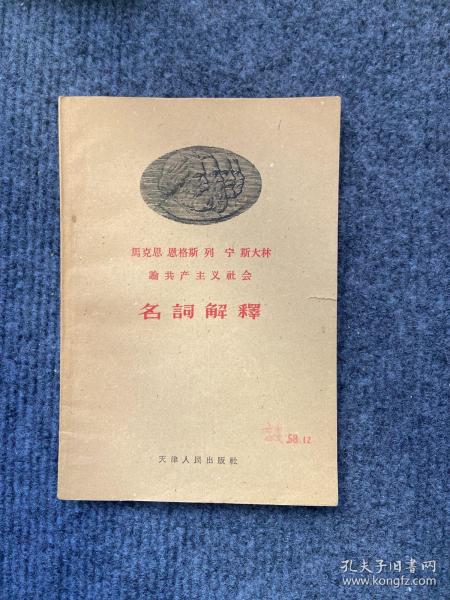 馬克思 恩格斯 列 宁 斯大林
論共产主义社会
名詞解釋
58.12
天津人民出版社
孔夫子旧书网
www.kongfz.com